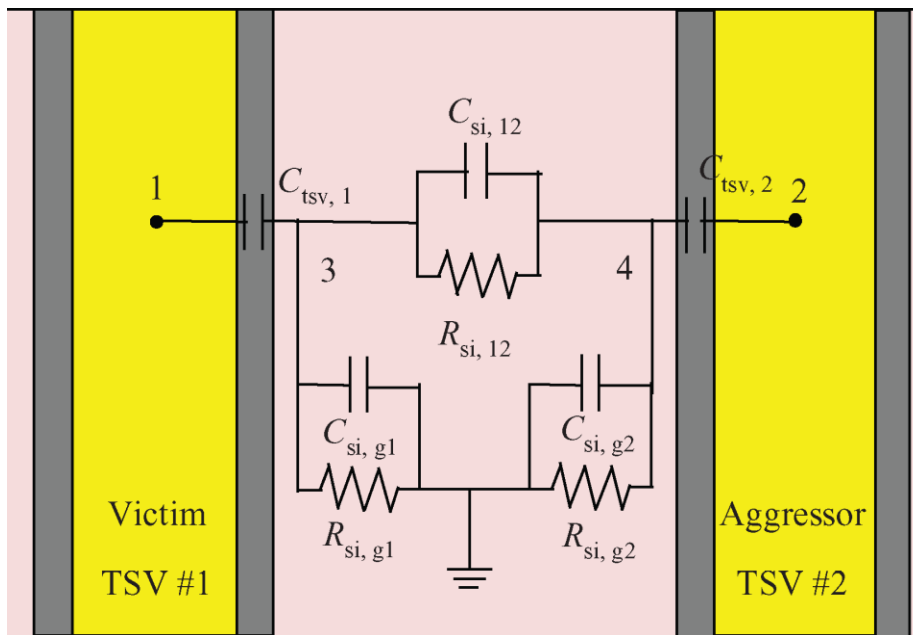 C_si, 12
C_tsv, 1
C_tsv, 2
1
2
3
4
R_si, 12
C_si, g1
C_si, g2
R_si, g1
R_si, g2
Victim
TSV #1
Aggressor
TSV #2